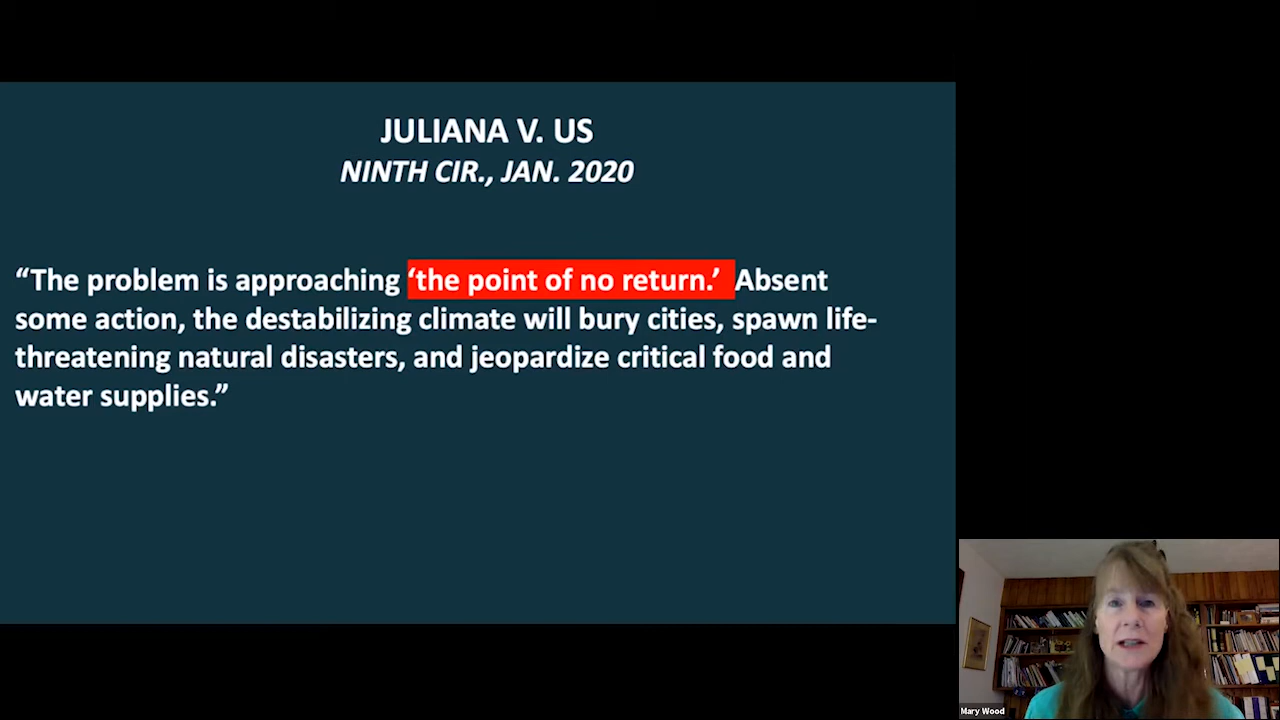 JULIANA V. US
NINTH CIR., JAN. 2020
“The problem is approaching ‘the point of no return.’ Absent
some action, the destabilizing climate will bury cities, spawn life-
threatening natural disasters, and jeopardize critical food and
water supplies.”
Mary Wood